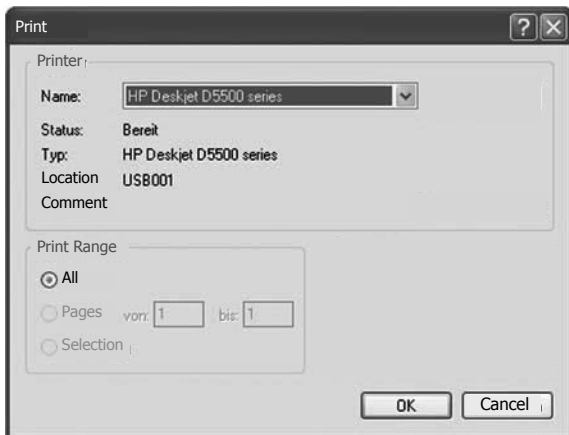 Print
Printer
Name: HP Deskjet D5500 series
Status: Bereit
Typ: HP Deskjet D5500 series
Location USB001
Comment
Print Range
All
Pages von: 1 bis: 1
Selection
OK Cancel